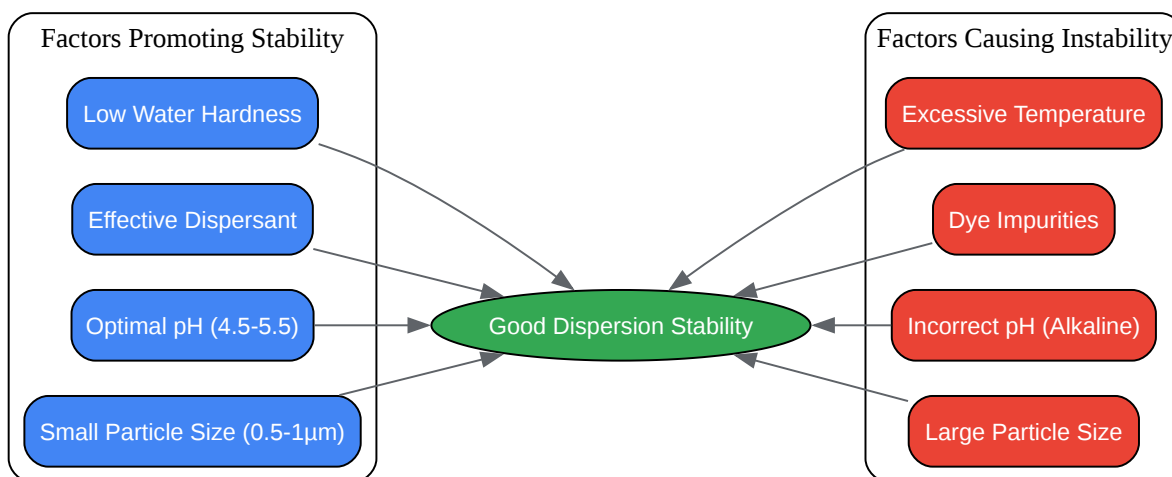 Factors Promoting Stability
Low Water Hardness
Effective Dispersant
Optimal pH (4.5-5.5)
Small Particle Size (0.5-1µm)
Good Dispersion Stability
Factors Causing Instability
Excessive Temperature
Dye Impurities
Incorrect pH (Alkaline)
Large Particle Size